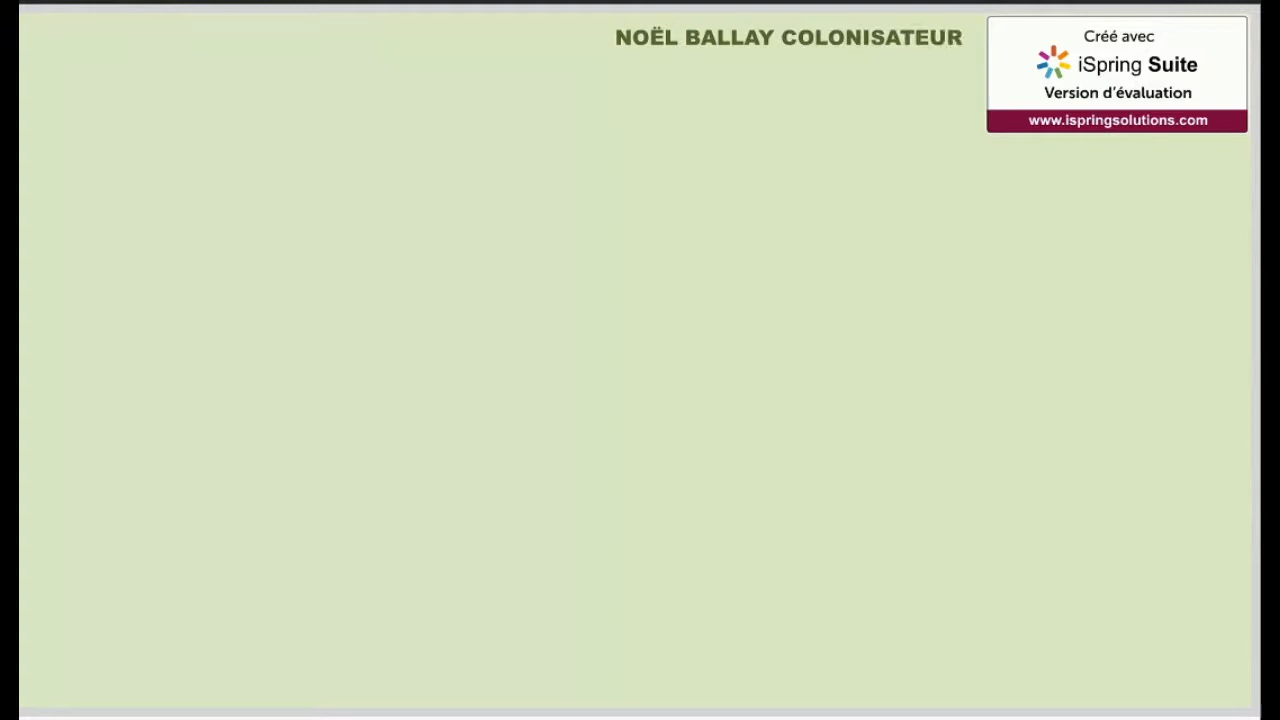 NOËL BALLAY COLONISATEUR
Créé avec
iSpring Suite
Version d'évaluation
www.ispringsolutions.com